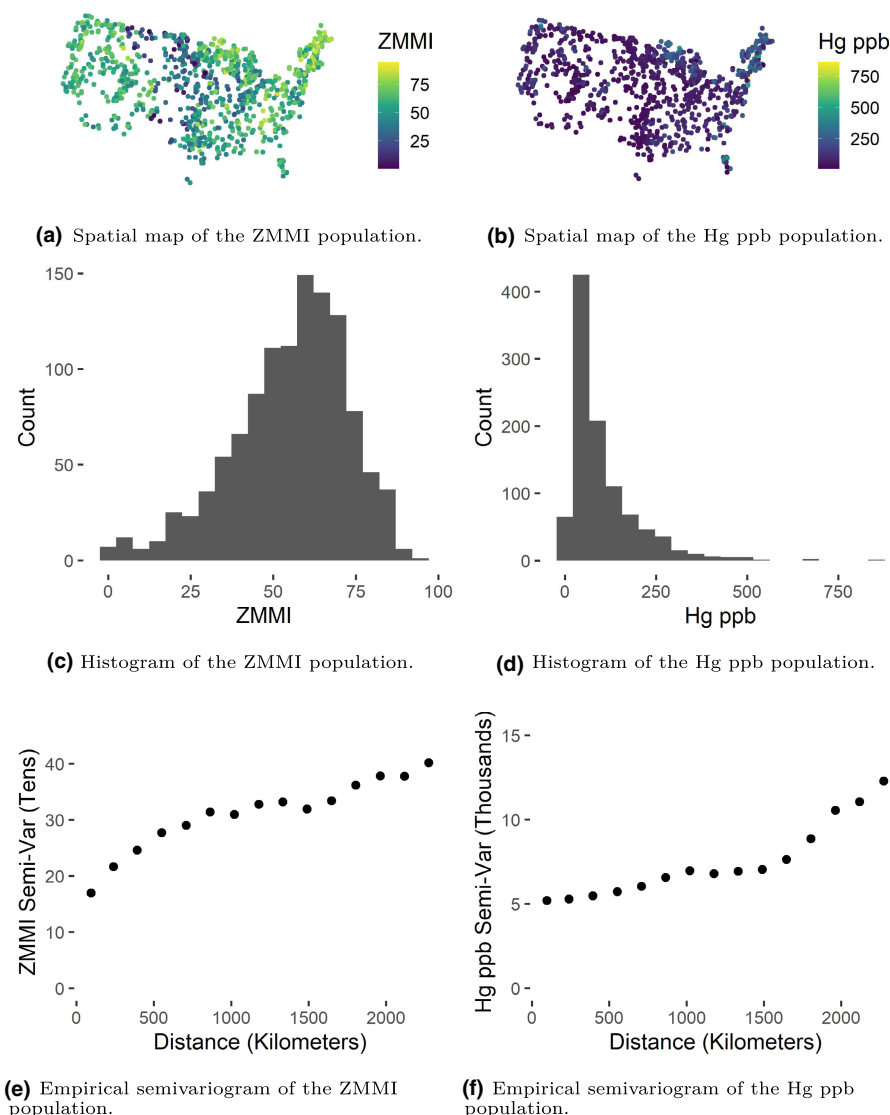 ZMMI
75
50
25
Hg ppb
750
500
250
(a) Spatial map of the ZMMI population.
(b) Spatial map of the Hg ppb population.
150
100
50
0
Count
0
25
50
75
100
ZMMI
400
300
200
100
0
Count
0
250
500
750
Hg ppb
(c) Histogram of the ZMMI population.
(d) Histogram of the Hg ppb population.
40
30
20
10
0
ZMMI Semi-Var (Tens)
0
500
1000
1500
2000
Distance (Kilometers)
15
10
5
0
Hg ppb Semi-Var (Thousands)
0
500
1000
1500
2000
Distance (Kilometers)
(e) Empirical semivariogram of the ZMMI
population.
(f) Empirical semivariogram of the Hg ppb
population.